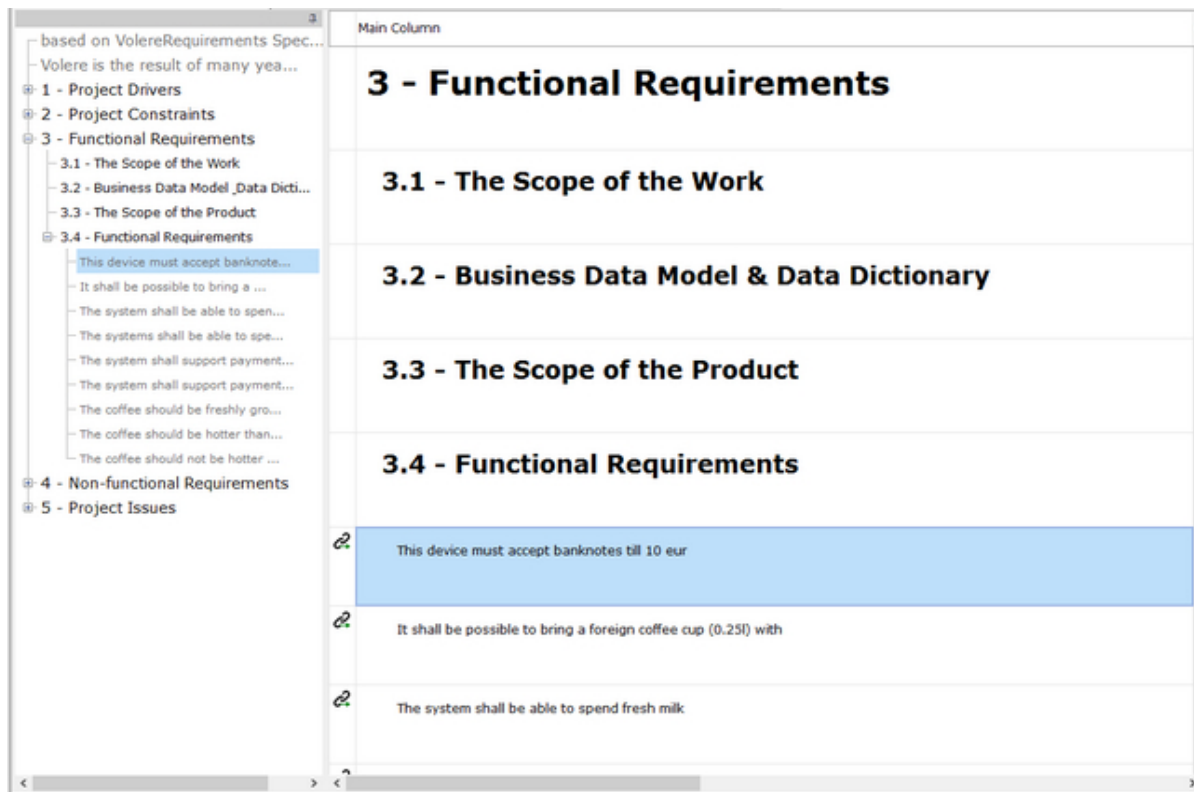 based on VolereRequirements Spec...
Volere is the result of many yea...
1 - Project Drivers
2 - Project Constraints
3 - Functional Requirements
3.1 - The Scope of the Work
3.2 - Business Data Model _Data Dicti...
3.3 - The Scope of the Product
3.4 - Functional Requirements
This device must accept banknote...
It shall be possible to bring a ...
The system shall be able to spen...
The systems shall be able to spe...
The system shall support payment...
The system shall support payment...
The coffee should be freshly gro...
The coffee should be hotter than...
The coffee should not be hotter ...
4 - Non-functional Requirements
5 - Project Issues
Main Column
3 - Functional Requirements
3.1 - The Scope of the Work
3.2 - Business Data Model & Data Dictionary
3.3 - The Scope of the Product
3.4 - Functional Requirements
This device must accept banknotes till 10 eur
It shall be possible to bring a foreign coffee cup (0.25l) with
The system shall be able to spend fresh milk